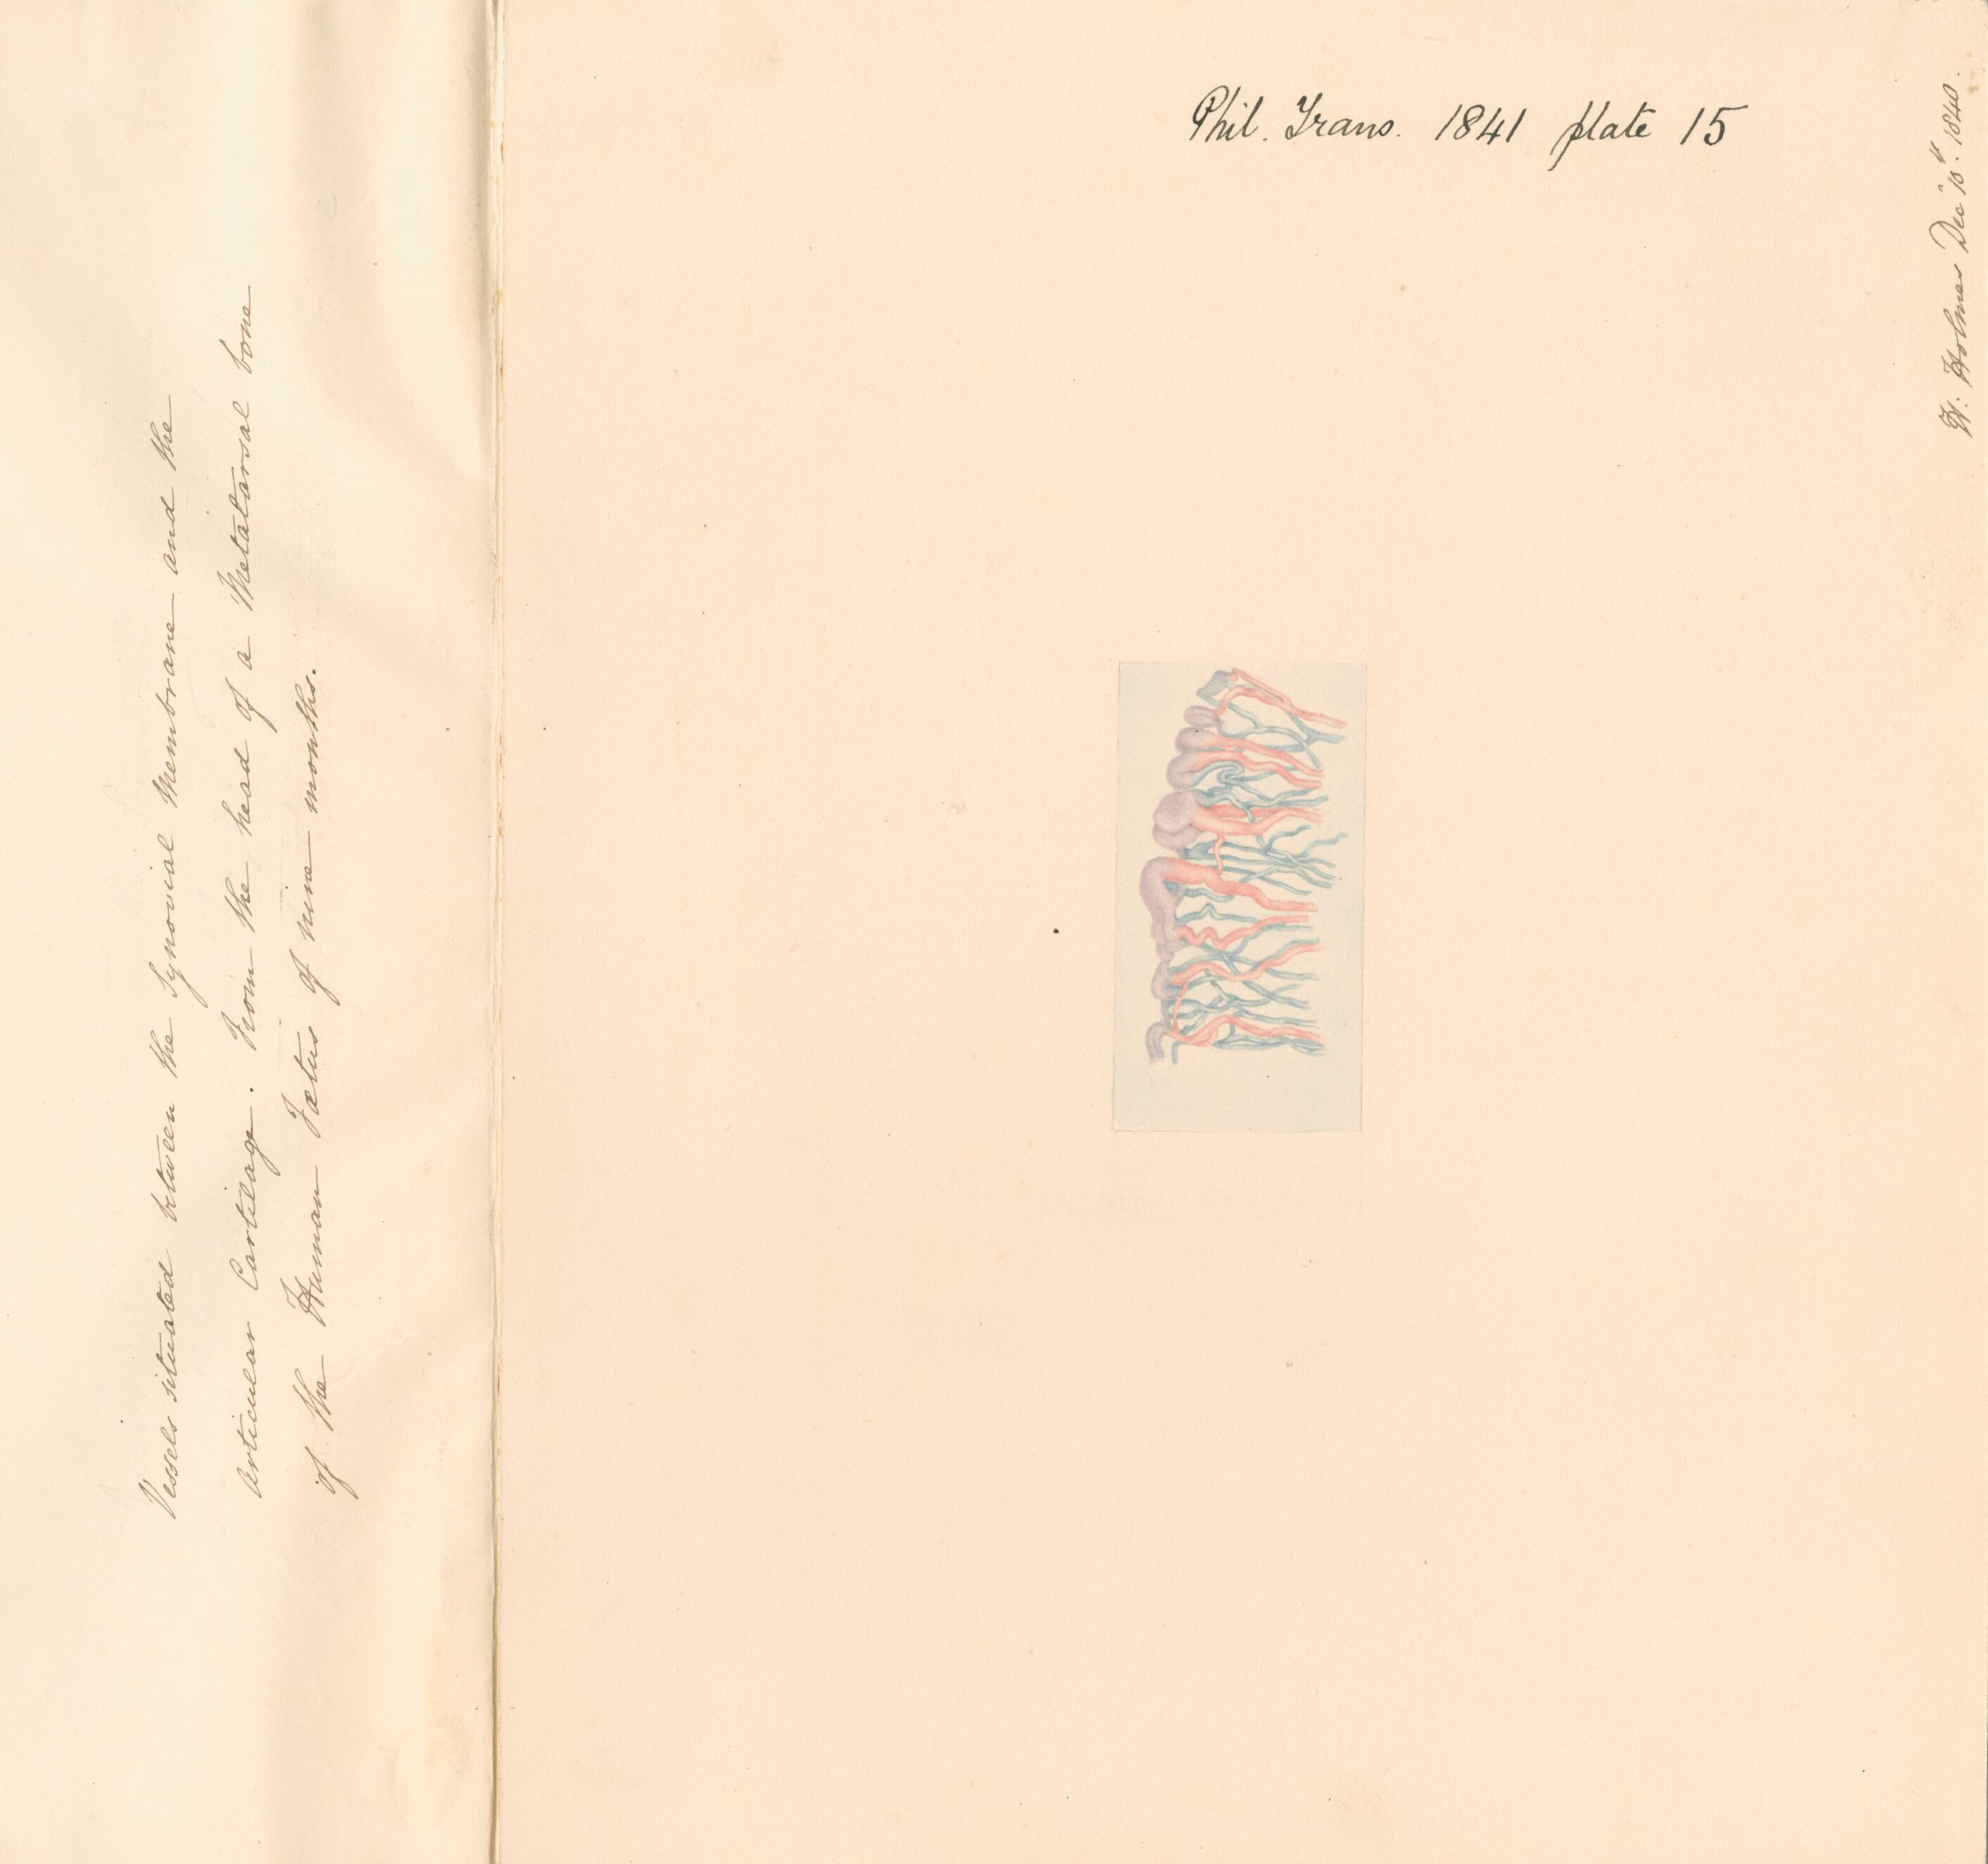 Phil. Trans. 1841 plate 15
W. Holmes Dec 10th. 1840.
Vessels situated between the Synovial Membrane and the
articular Cartilage. From the head of a Metatarsal bone
of the Human Fœtus of nine months.